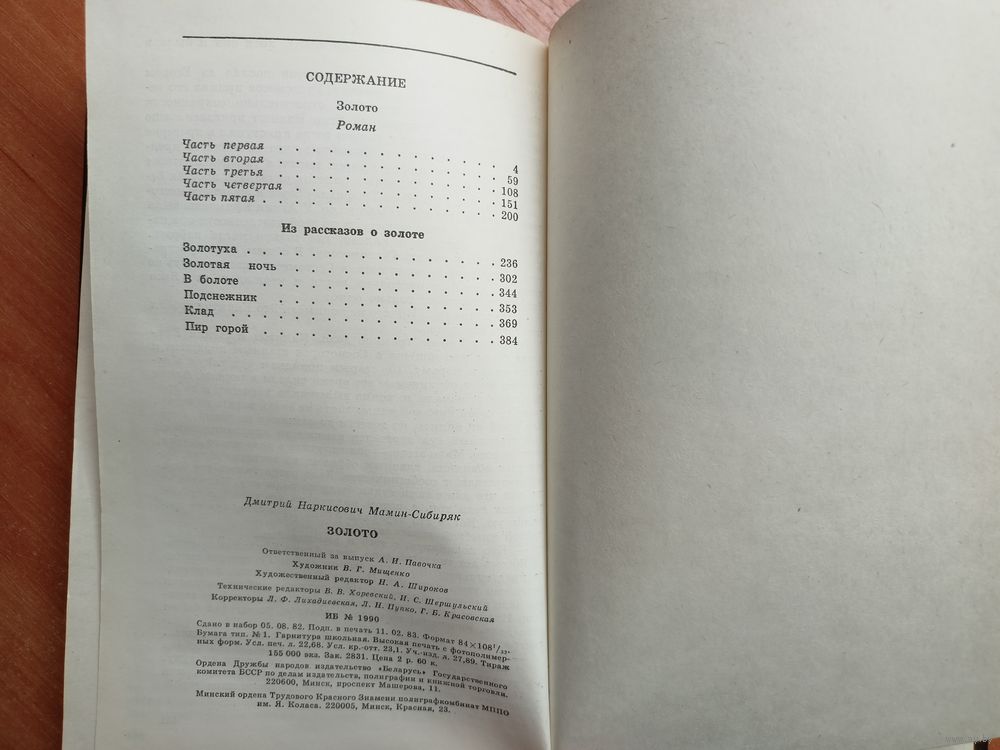 СОДЕРЖАНИЕ
Золото
Роман
Часть первая . . . . . . . . . . . . . 4
Часть вторая . . . . . . . . . . . . . 59
Часть третья . . . . . . . . . . . . . 108
Часть четвертая . . . . . . . . . . . . 151
Часть пятая . . . . . . . . . . . . . 200
Из рассказов о золоте
Золотуха . . . . . . . . . . . . . . 236
Золотая ночь . . . . . . . . . . . . 302
В болоте . . . . . . . . . . . . . . 344
Подснежник . . . . . . . . . . . . . 353
Клад . . . . . . . . . . . . . . . 369
Пир горой . . . . . . . . . . . . . 384
Дмитрий Наркисович Мамин-Сибиряк
ЗОЛОТО
Ответственный за выпуск А. И. Павочка
Художник В. Г. Мищенко
Художественный редактор Н. А. Широков
Технические редакторы В. В. Хоревский, И. С. Шершульский
Корректоры Л. Ф. Лихадиевская, Л. Н. Пупко, Г. Б. Красовская
ИБ № 1990
Сдано в набор 05. 08. 82. Подп. в печать 11. 02. 83. Формат 84×108¹/₃₂.
Бумага тип. № 1. Гарнитура школьная. Высокая печать с фотополимер-
ных форм. Усл. печ. л. 22,68. Усл. кр.-отт. 23,1. Уч.-изд. л. 27,89. Тираж
155 000 вкз. Зак. 2831. Цена 2 р. 60 к.
Ордена Дружбы народов издательство «Беларусь» Государственного
комитета БССР по делам издательств, полиграфии и книжной торговли.
220600, Минск, проспект Машерова, 11.
Минский ордена Трудового Красного Знамени полиграфкомбинат МППО
им. Я. Коласа. 220005, Минск, Красная, 23.